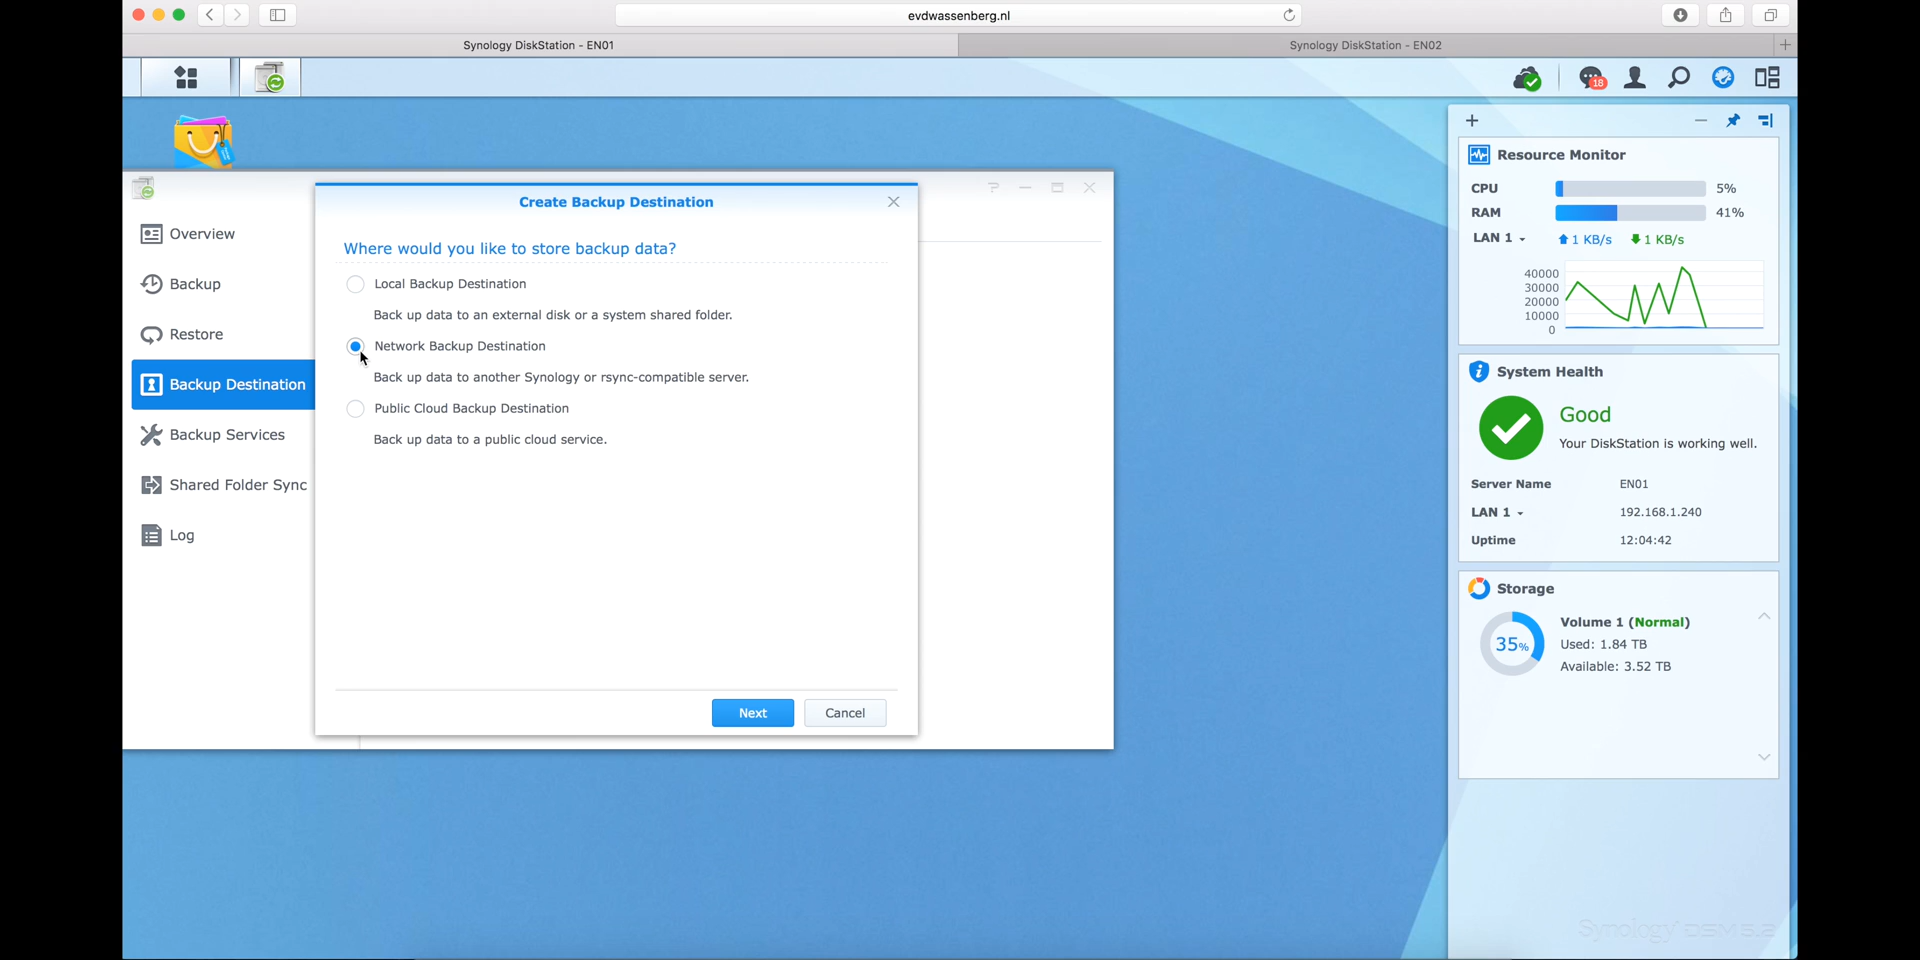 evdwassenberg.nl
Synology DiskStation - EN01
Synology DiskStation - EN02
18
Create Backup Destination
Where would you like to store backup data?
Local Backup Destination
Back up data to an external disk or a system shared folder.
Network Backup Destination
Back up data to another Synology or rsync-compatible server.
Public Cloud Backup Destination
Back up data to a public cloud service.
Next
Cancel
Overview
Backup
Restore
Backup Destination
Backup Services
Shared Folder Sync
Log
Resource Monitor
CPU 5%
RAM 41%
LAN 1 1 KB/s 1 KB/s
40000
30000
20000
10000
0
System Health
Good
Your DiskStation is working well.
Server Name EN01
LAN 1 192.168.1.240
Uptime 12:04:42
Storage
35%
Volume 1 (Normal)
Used: 1.84 TB
Available: 3.52 TB
Synology DSM 5.2